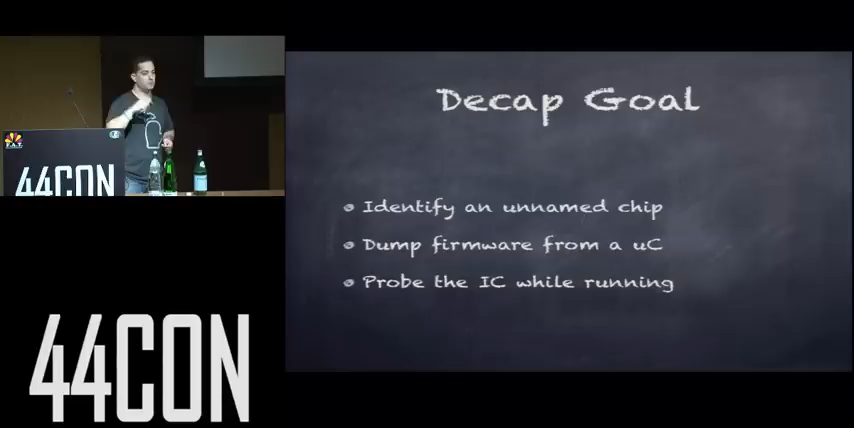 Decap Goal
Identify an unnamed chip
Dump firmware from a uC
Probe the IC while running
F.A.T.
44CON
44CON